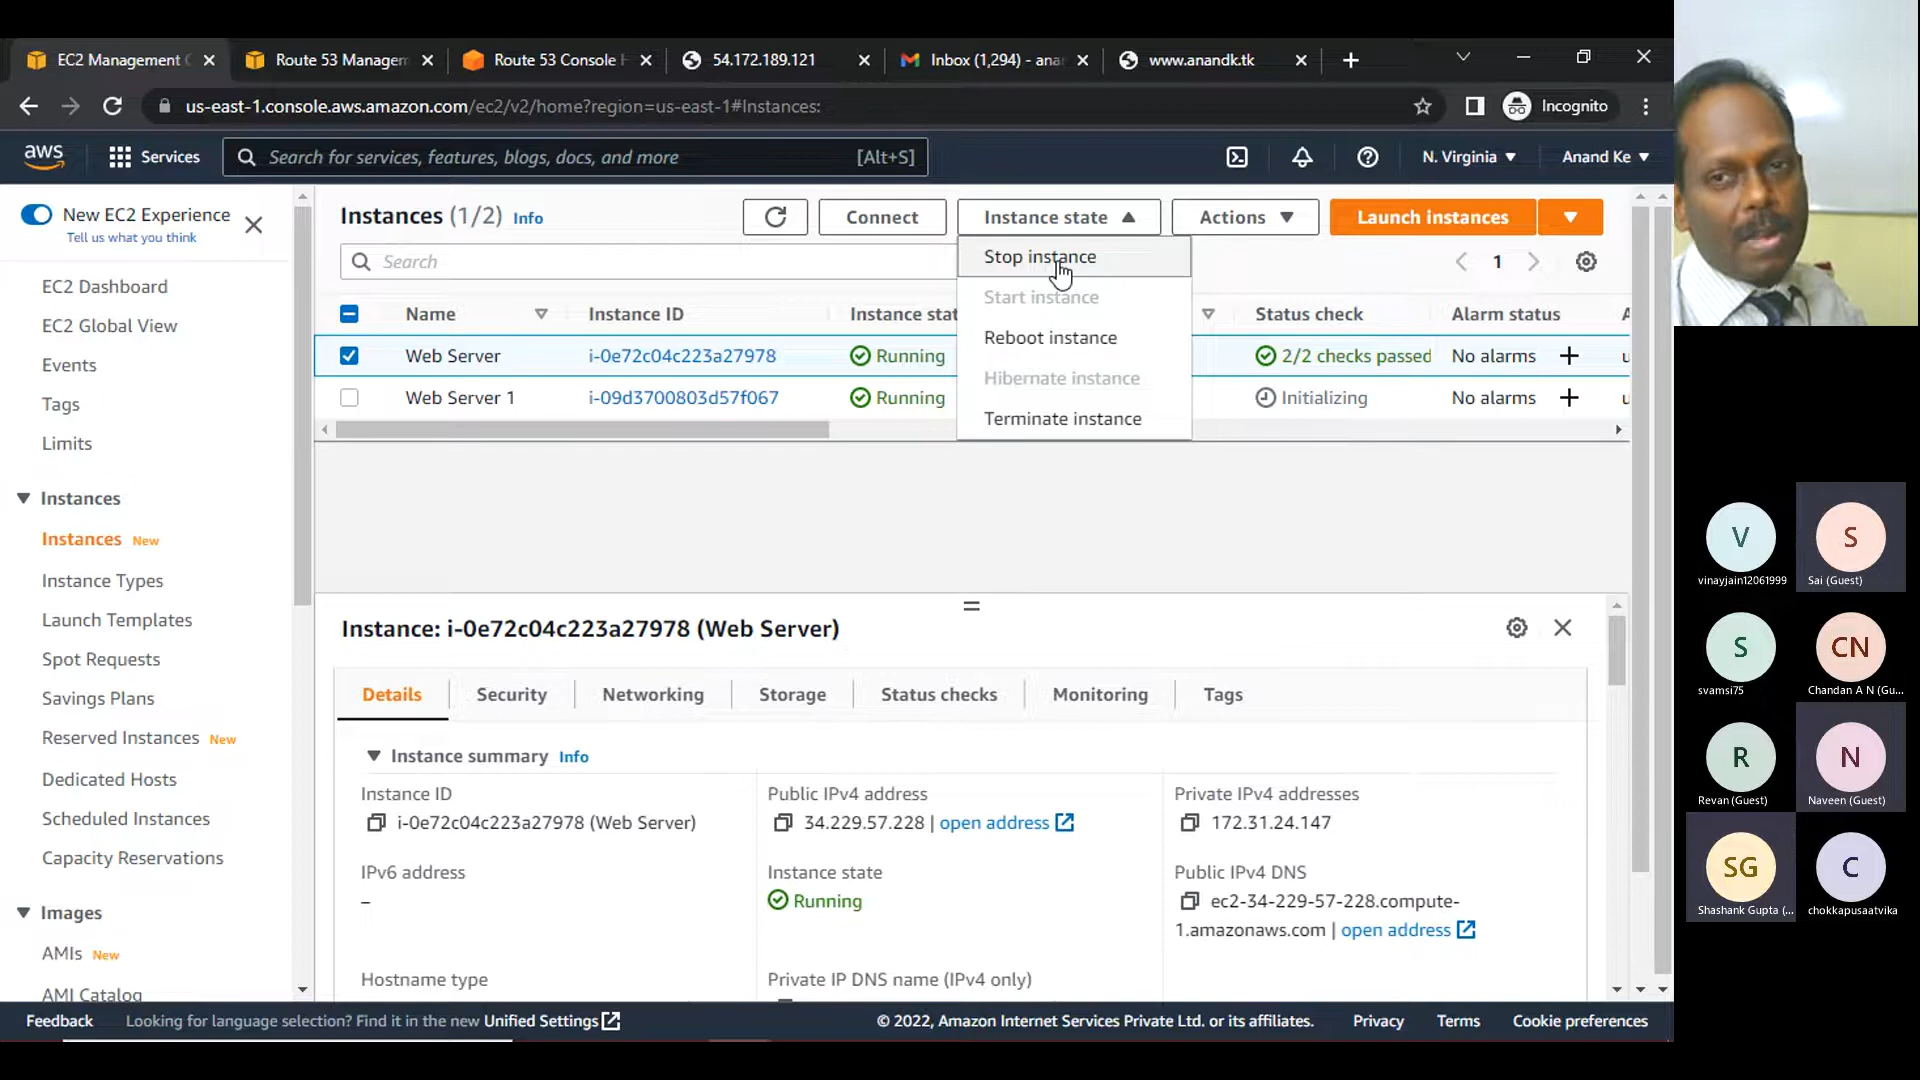 EC2 Management C
Route 53 Managem
Route 53 Console H
54.172.189.121
Inbox (1,294) - ana
www.anandk.tk
us-east-1.console.aws.amazon.com/ec2/v2/home?region=us-east-1#Instances:
Incognito
aws
Services
Search for services, features, blogs, docs, and more
[Alt+S]
N. Virginia
Anand Ke
New EC2 Experience
Tell us what you think
EC2 Dashboard
EC2 Global View
Events
Tags
Limits
Instances
Instances New
Instance Types
Launch Templates
Spot Requests
Savings Plans
Reserved Instances New
Dedicated Hosts
Scheduled Instances
Capacity Reservations
Images
AMIs New
AMI Catalog
Instances (1/2) Info
Connect
Instance state
Actions
Launch instances
Search
1
Stop instance
Start instance
Reboot instance
Hibernate instance
Terminate instance
Name
Instance ID
Instance stat
Status check
Alarm status
A
Web Server
i-0e72c04c223a27978
Running
2/2 checks passed
No alarms
u
Web Server 1
i-09d3700803d57f067
Running
Initializing
No alarms
u
Instance: i-0e72c04c223a27978 (Web Server)
Details
Security
Networking
Storage
Status checks
Monitoring
Tags
Instance summary Info
Instance ID
i-0e72c04c223a27978 (Web Server)
Public IPv4 address
34.229.57.228 | open address
Private IPv4 addresses
172.31.24.147
IPv6 address
–
Instance state
Running
Public IPv4 DNS
ec2-34-229-57-228.compute-
1.amazonaws.com | open address
Hostname type
Private IP DNS name (IPv4 only)
Feedback
Looking for language selection? Find it in the new Unified Settings
© 2022, Amazon Internet Services Private Ltd. or its affiliates.
Privacy
Terms
Cookie preferences
V
vinayjain12061999
S
Sai (Guest)
S
svamsi75
CN
Chandan A N (Gu...
R
Revan (Guest)
N
Naveen (Guest)
SG
Shashank Gupta (...
C
chokkapusaatvika